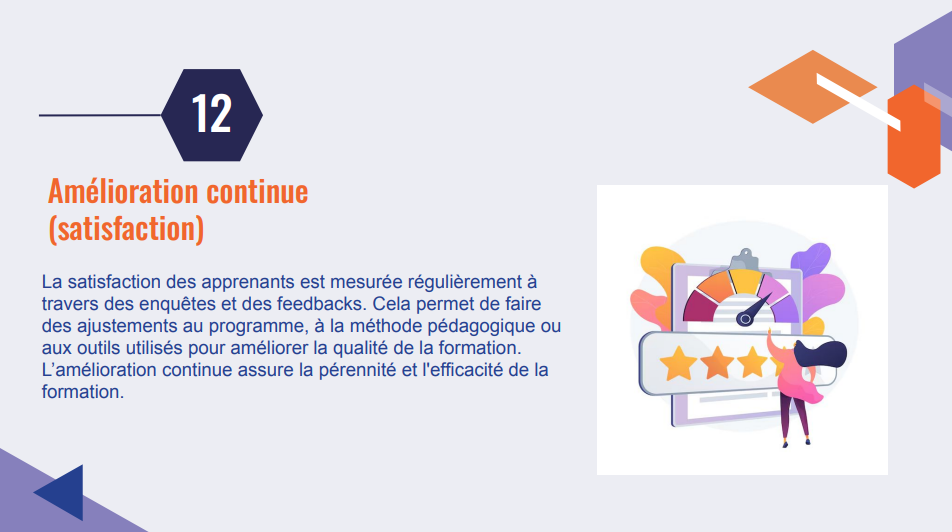 12
Amélioration continue
(satisfaction)
La satisfaction des apprenants est mesurée régulièrement à
travers des enquêtes et des feedbacks. Cela permet de faire
des ajustements au programme, à la méthode pédagogique ou
aux outils utilisés pour améliorer la qualité de la formation.
L’amélioration continue assure la pérennité et l'efficacité de la
formation.